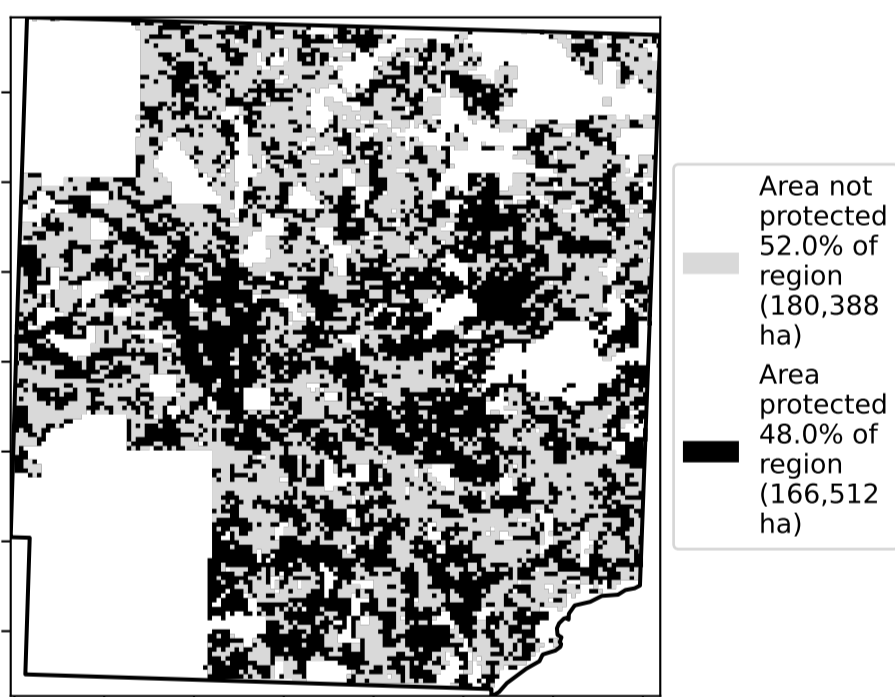 Area not
protected
52.0% of
region
(180,388
ha)
Area
protected
48.0% of
region
(166,512
ha)